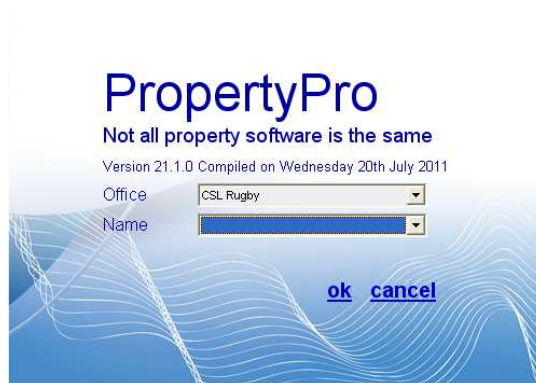 PropertyPro
Not all property software is the same
Version 21.1.0 Compiled on Wednesday 20th July 2011
Office CSL Rugby
Name
ok cancel